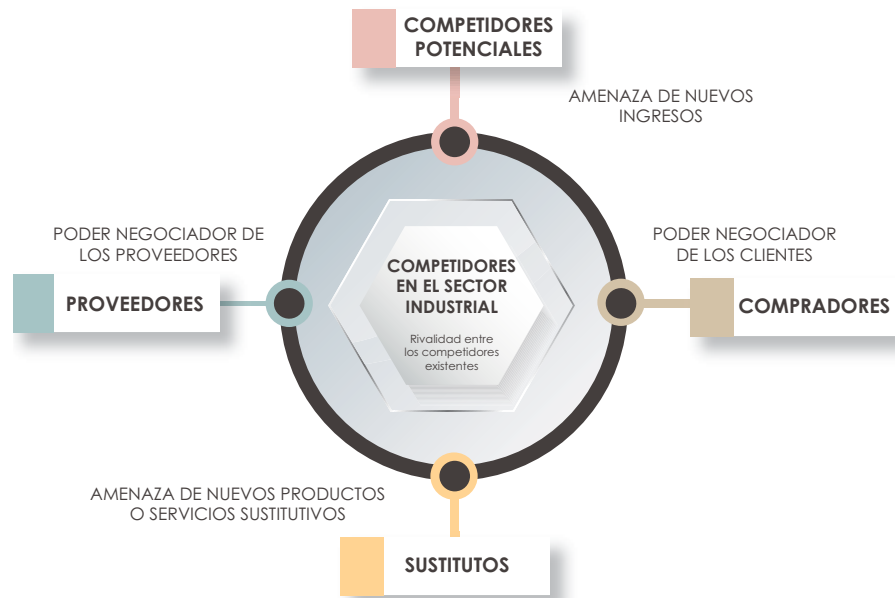 COMPETIDORES
POTENCIALES
AMENAZA DE NUEVOS
INGRESOS
PODER NEGOCIADOR DE
LOS PROVEEDORES
PROVEEDORES
COMPETIDORES
EN EL SECTOR
INDUSTRIAL
Rivalidad entre
los competidores
existentes
PODER NEGOCIADOR
DE LOS CLIENTES
COMPRADORES
AMENAZA DE NUEVOS PRODUCTOS
O SERVICIOS SUSTITUTIVOS
SUSTITUTOS